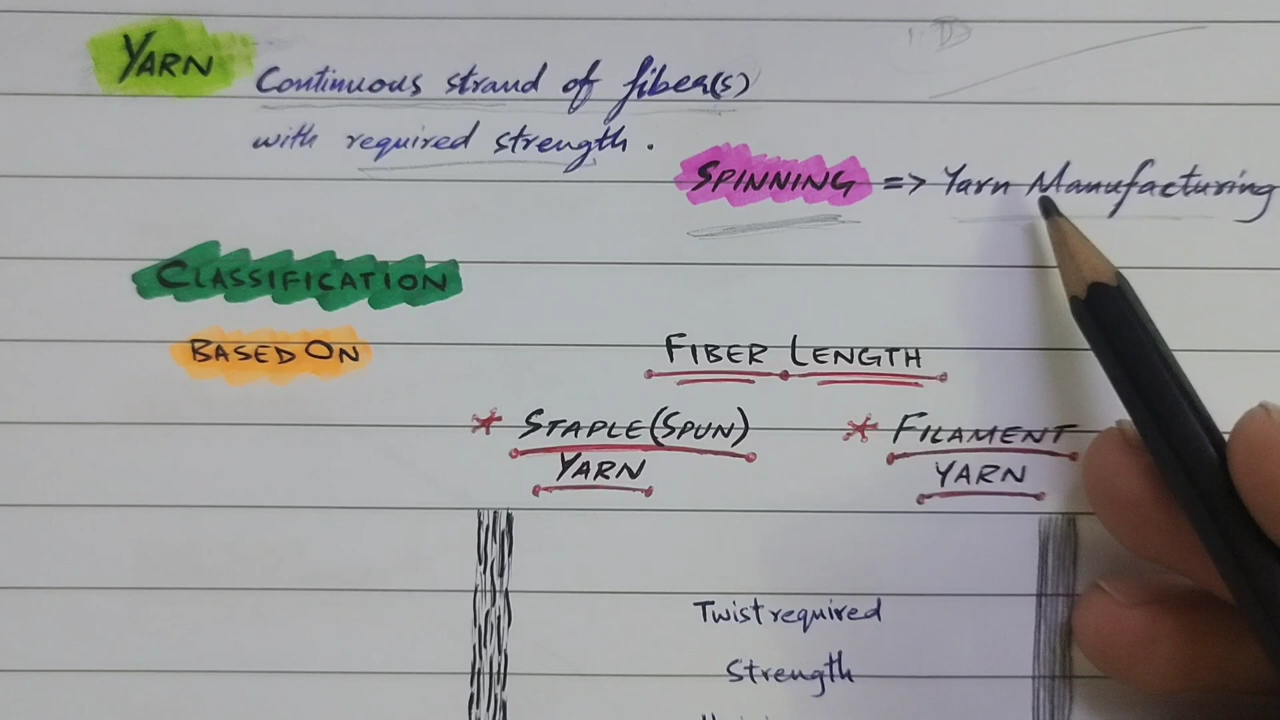 YARN
Continuous strand of fiber(s)
with required strength.
SPINNING => Yarn Manufacturing
CLASSIFICATION
BASED ON
FIBER LENGTH
* STAPLE (SPUN) YARN
* FILAMENT YARN
Twist required
Strength